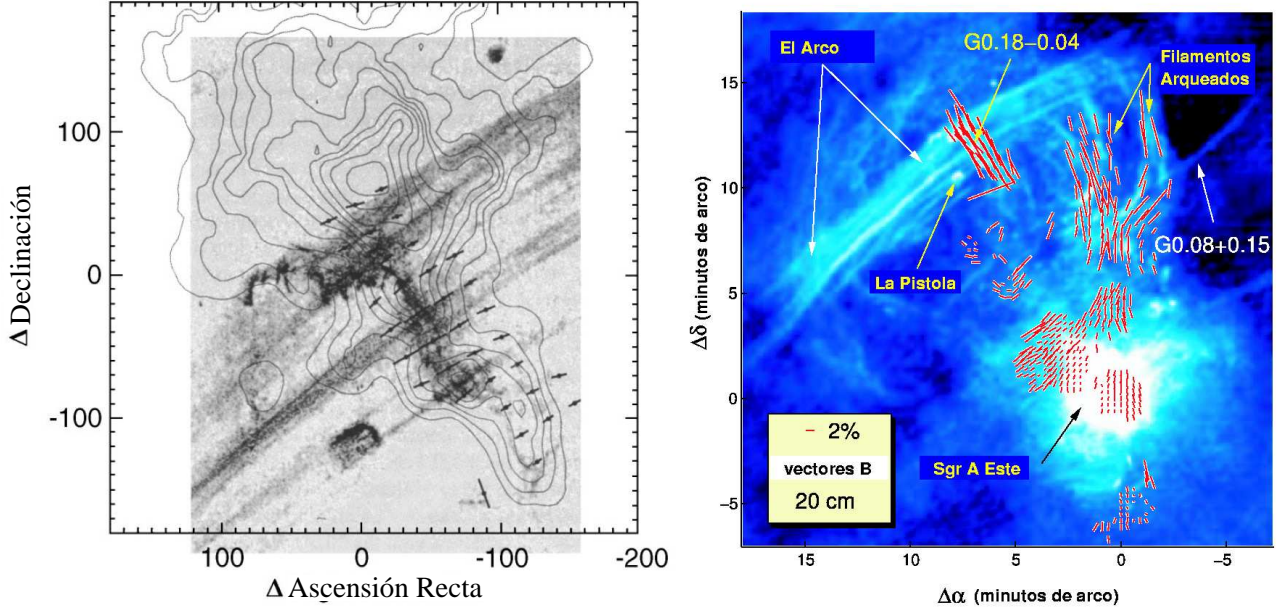 100
0
-100
Δ Declinación
100
0
-100
-200
Δ Ascensión Recta
El Arco
G0.18−0.04
Filamentos
Arqueados
La Pistola
G0.08+0.15
Sgr A Este
− 2%
vectores B
20 cm
15
10
5
0
−5
Δδ (minutos de arco)
15
10
5
0
−5
Δα (minutos de arco)